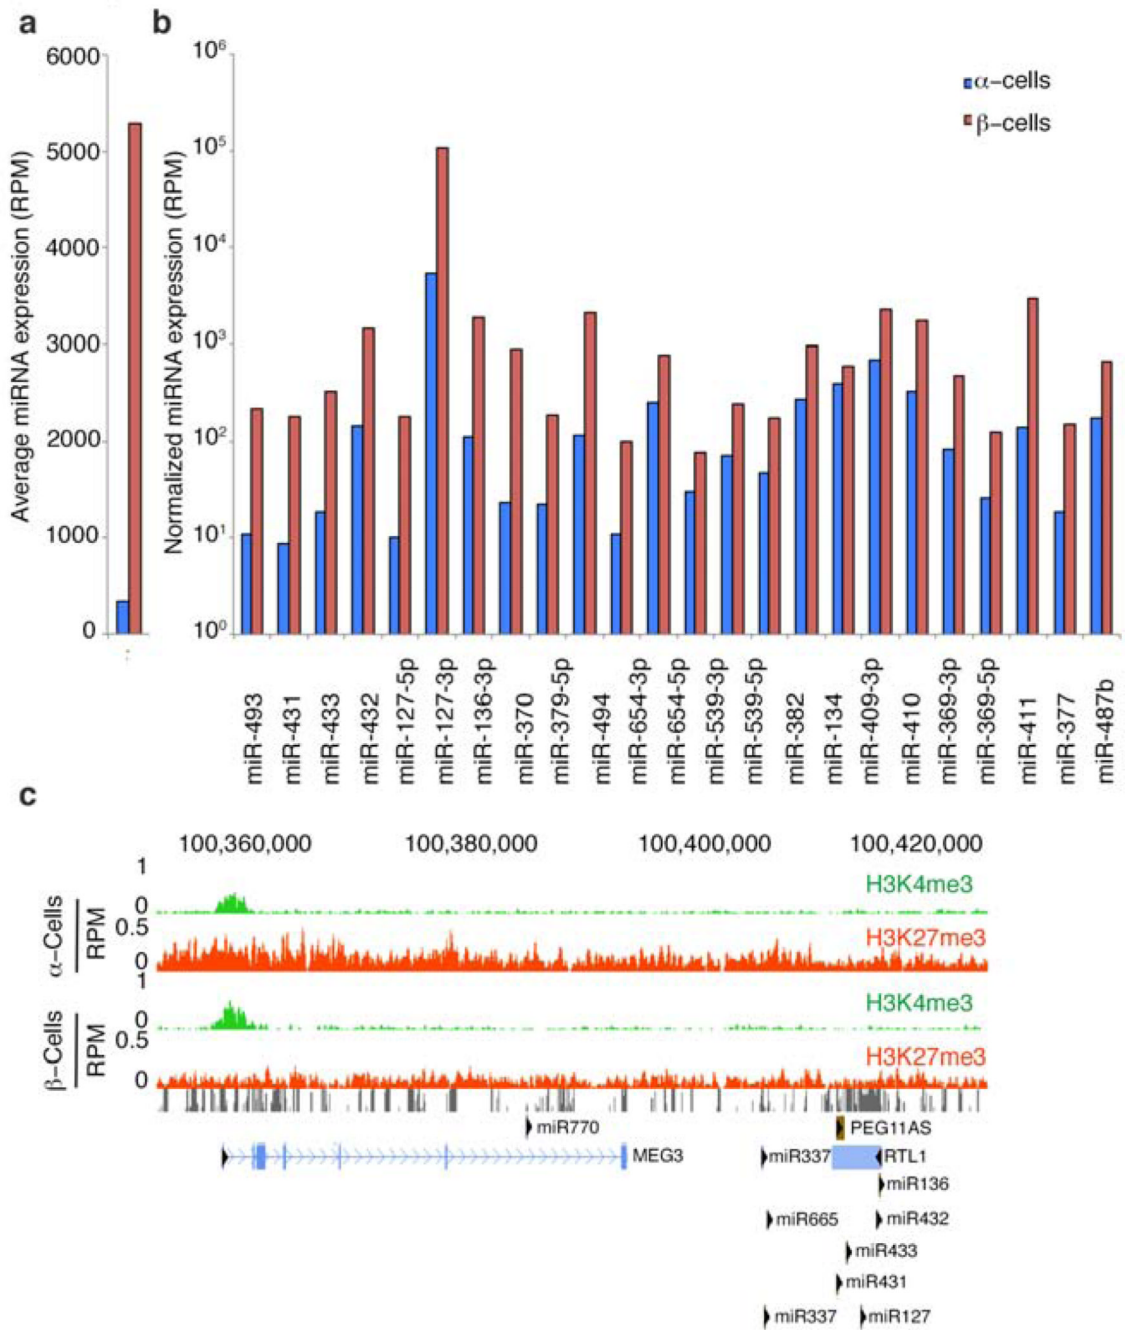 a
b
6000
5000
4000
3000
2000
1000
0
Average miRNA expression (RPM)
10⁶
10⁵
10⁴
10³
10²
10¹
10⁰
Normalized miRNA expression (RPM)
α–cells
β–cells
miR-493
miR-431
miR-433
miR-432
miR-127-5p
miR-127-3p
miR-136-3p
miR-370
miR-379-5p
miR-494
miR-654-3p
miR-654-5p
miR-539-3p
miR-539-5p
miR-382
miR-134
miR-409-3p
miR-410
miR-369-3p
miR-369-5p
miR-411
miR-377
miR-487b
c
100,360,000 100,380,000 100,400,000 100,420,000
α-Cells
RPM
1
0
H3K4me3
0.5
0
H3K27me3
β-Cells
RPM
1
0
H3K4me3
0.5
0
H3K27me3
miR770
PEG11AS
MEG3
miR337
RTL1
miR136
miR665
miR432
miR433
miR431
miR337
miR127